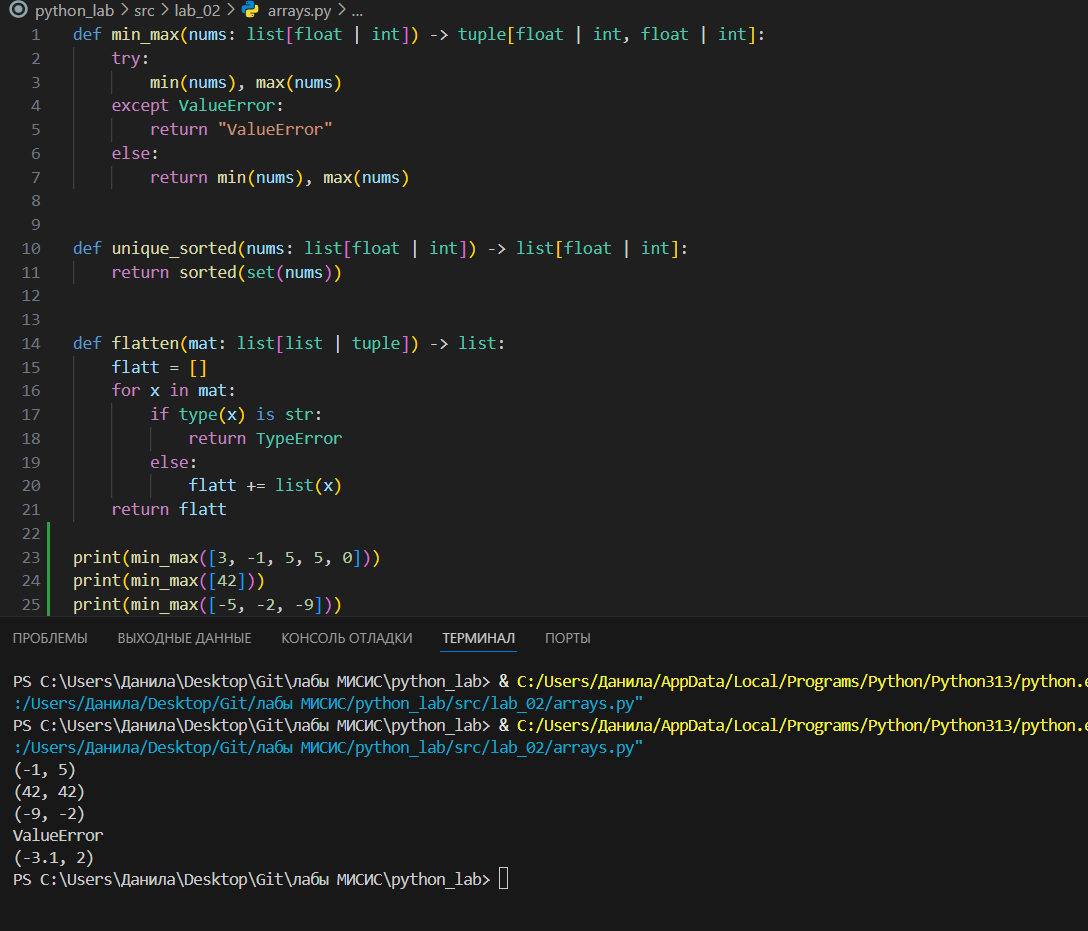 python_lab > src > lab_02 > arrays.py > ...
1 def min_max(nums: list[float | int]) -> tuple[float | int, float | int]:
2     try:
3         min(nums), max(nums)
4     except ValueError:
5         return "ValueError"
6     else:
7         return min(nums), max(nums)
8
9
10 def unique_sorted(nums: list[float | int]) -> list[float | int]:
11     return sorted(set(nums))
12
13
14 def flatten(mat: list[list | tuple]) -> list:
15     flatt = []
16     for x in mat:
17         if type(x) is str:
18             return TypeError
19         else:
20             flatt += list(x)
21     return flatt
22
23 print(min_max([3, -1, 5, 5, 0]))
24 print(min_max([42]))
25 print(min_max([-5, -2, -9]))
ПРОБЛЕМЫ ВЫХОДНЫЕ ДАННЫЕ КОНСОЛЬ ОТЛАДКИ ТЕРМИНАЛ ПОРТЫ
PS C:\Users\Данила\Desktop\Git\лабы МИСИС\python_lab> & C:/Users/Данила/AppData/Local/Programs/Python/Python313/python.e
:/Users/Данила/Desktop/Git/лабы МИСИС/python_lab/src/lab_02/arrays.py"
PS C:\Users\Данила\Desktop\Git\лабы МИСИС\python_lab> & C:/Users/Данила/AppData/Local/Programs/Python/Python313/python.e
:/Users/Данила/Desktop/Git/лабы МИСИС/python_lab/src/lab_02/arrays.py"
(-1, 5)
(42, 42)
(-9, -2)
ValueError
(-3.1, 2)
PS C:\Users\Данила\Desktop\Git\лабы МИСИС\python_lab>